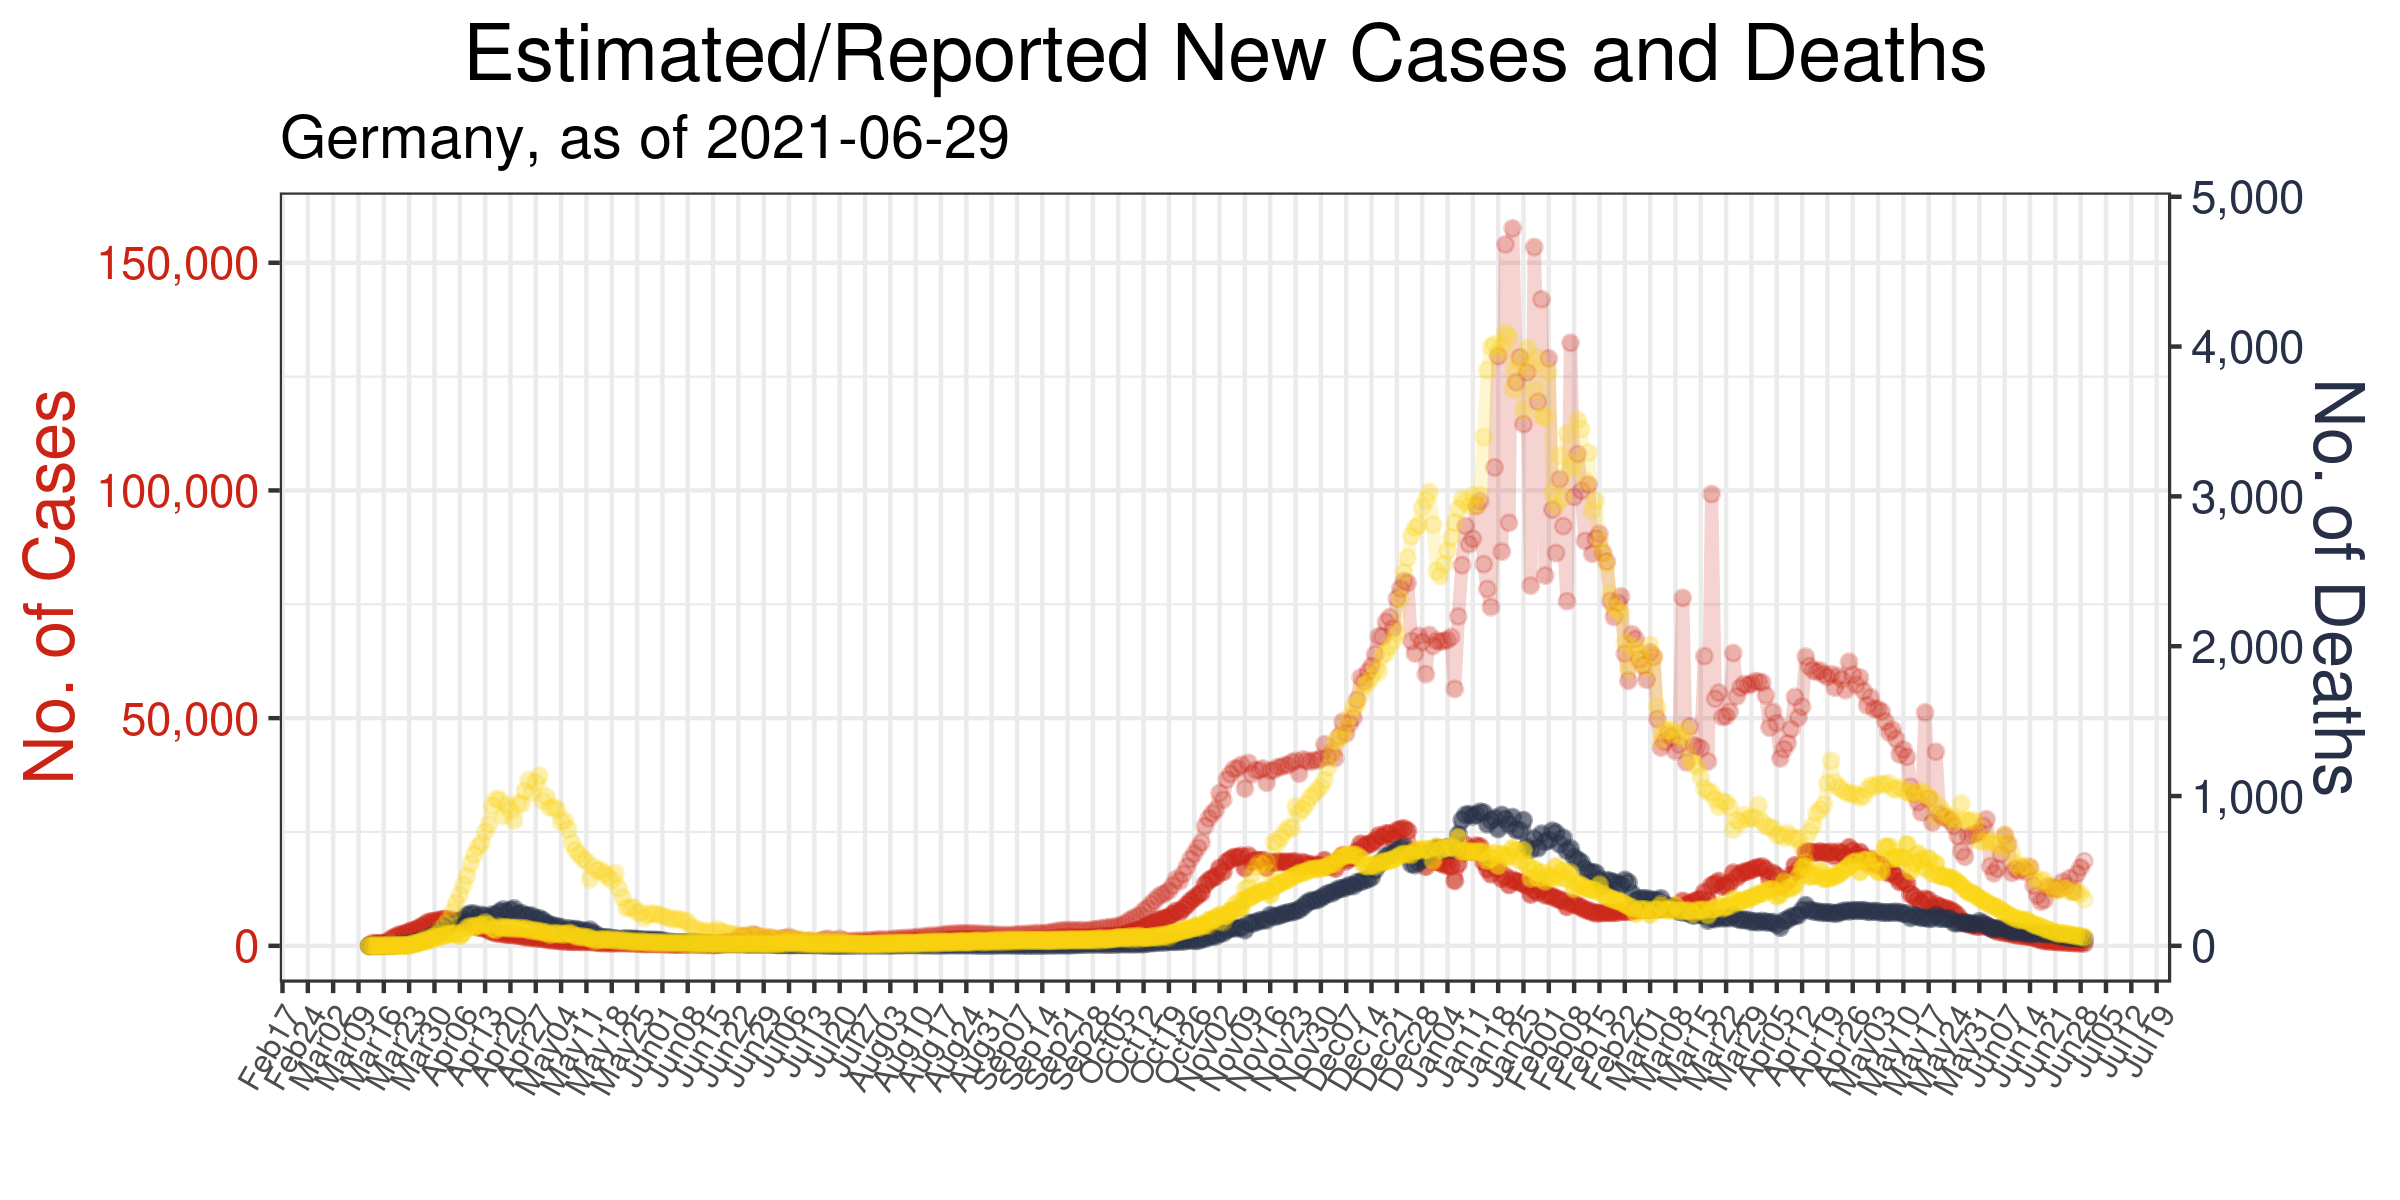 Estimated/Reported New Cases and Deaths
Germany, as of 2021-06-29
No. of Cases
150,000
100,000
50,000
0
5,000
4,000
3,000
2,000
1,000
0
No. of Deaths
Feb17
Feb24
Mar02
Mar09
Mar16
Mar23
Mar30
Apr06
Apr13
Apr20
Apr27
May04
May11
May18
May25
Jun01
Jun08
Jun15
Jun22
Jun29
Jul06
Jul13
Jul20
Jul27
Aug03
Aug10
Aug17
Aug24
Aug31
Sep07
Sep14
Sep21
Sep28
Oct05
Oct12
Oct19
Oct26
Nov02
Nov09
Nov16
Nov23
Nov30
Dec07
Dec14
Dec21
Dec28
Jan04
Jan11
Jan18
Jan25
Feb01
Feb08
Feb15
Feb22
Mar01
Mar08
Mar15
Mar22
Mar29
Apr05
Apr12
Apr19
Apr26
May03
May10
May17
May24
May31
Jun07
Jun14
Jun21
Jun28
Jul05
Jul12
Jul19